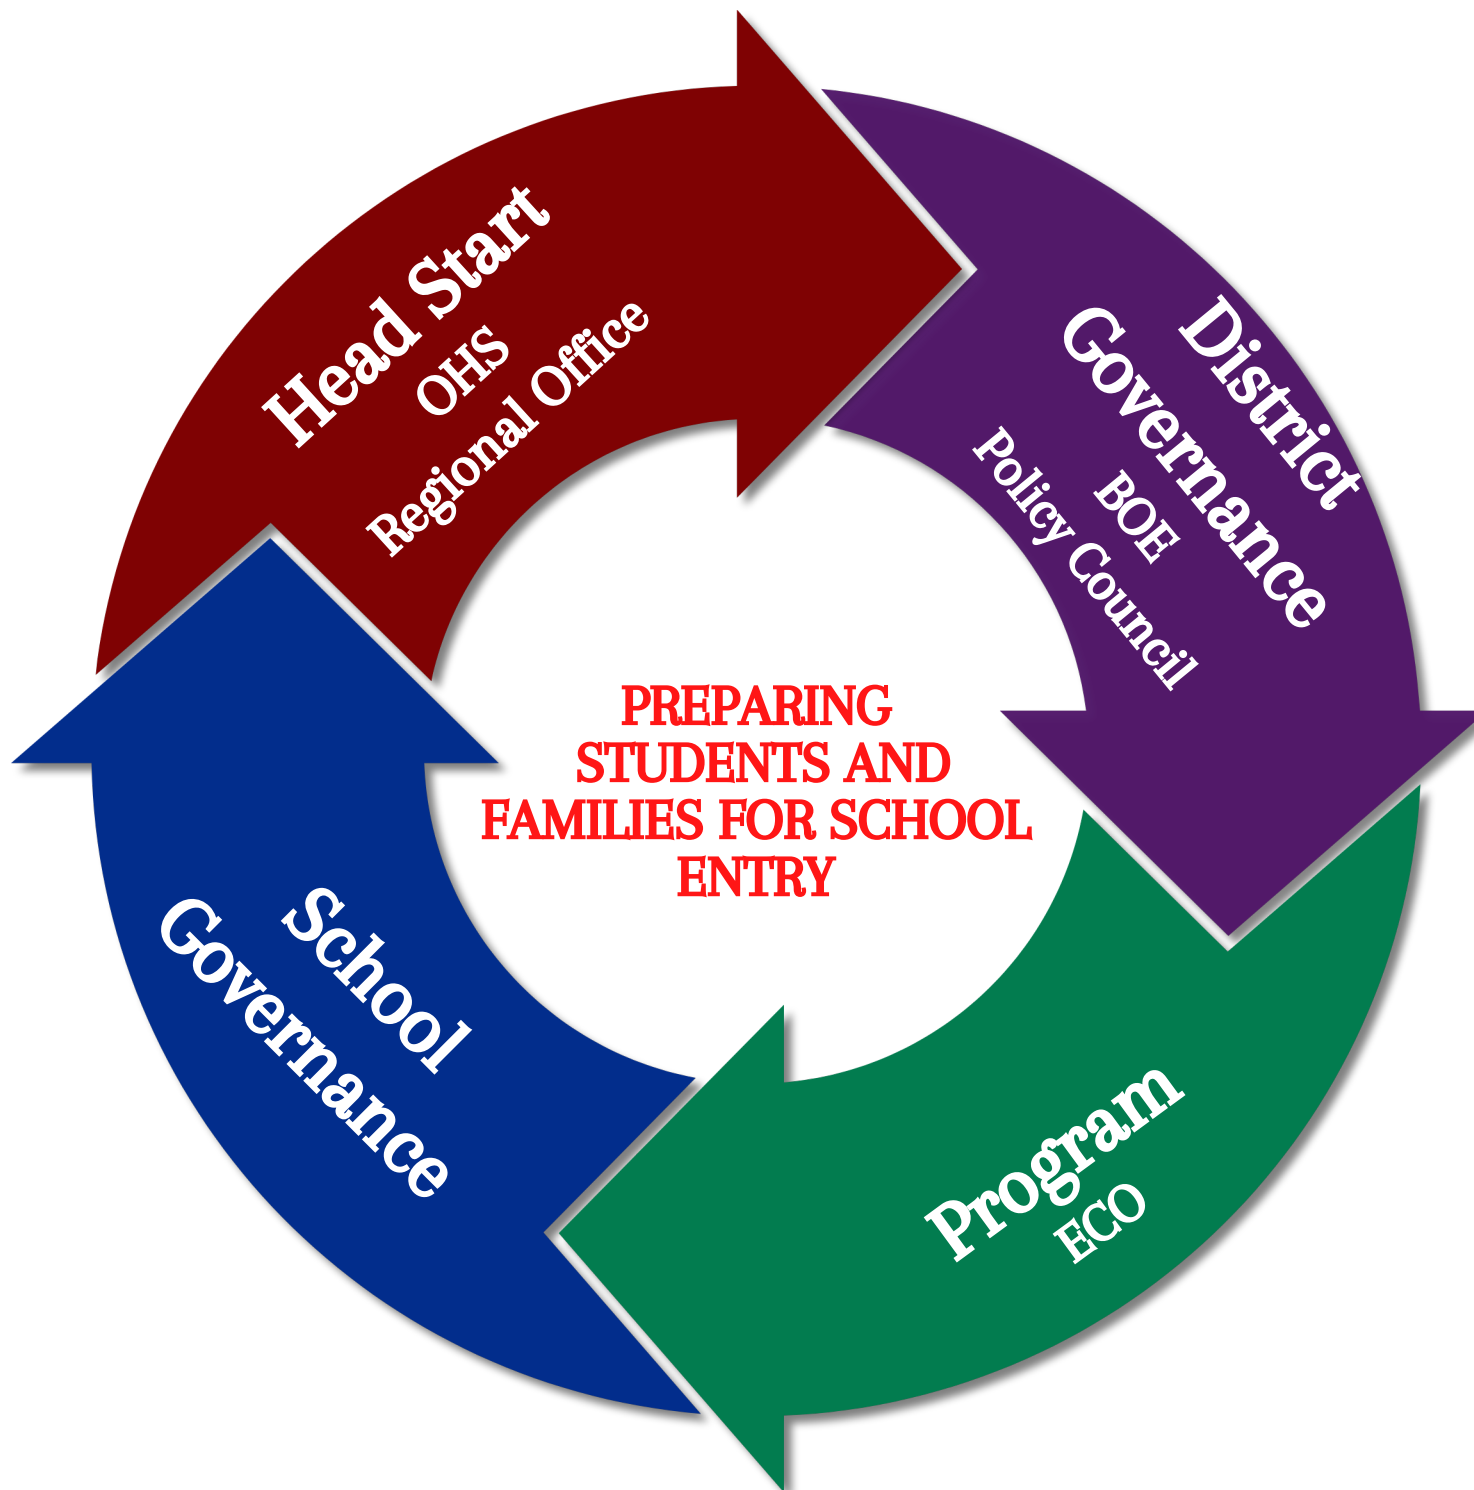 Head Start
OHS
Regional Office
District
Governance
BOE
Policy Council
PREPARING
STUDENTS AND
FAMILIES FOR SCHOOL
ENTRY
Program
ECO
School
Governance